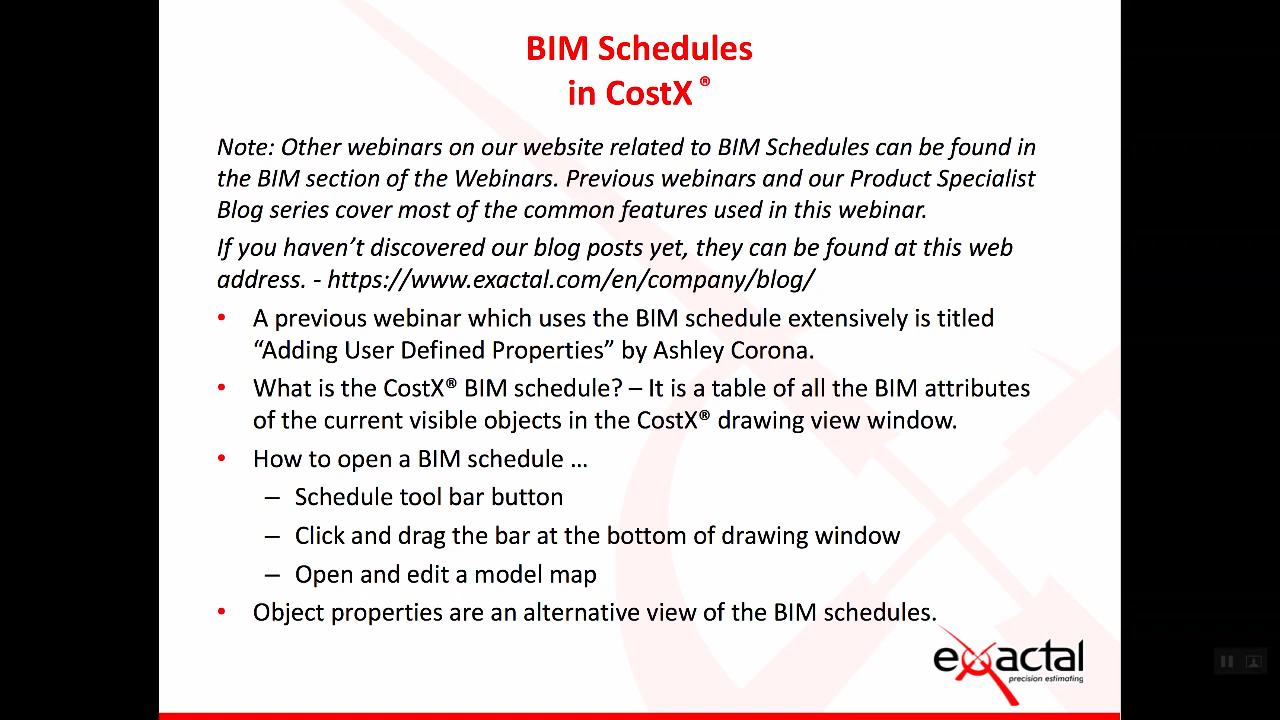 BIM Schedules
in CostX ®
Note: Other webinars on our website related to BIM Schedules can be found in
the BIM section of the Webinars. Previous webinars and our Product Specialist
Blog series cover most of the common features used in this webinar.
If you haven’t discovered our blog posts yet, they can be found at this web
address. - https://www.exactal.com/en/company/blog/
• A previous webinar which uses the BIM schedule extensively is titled
“Adding User Defined Properties” by Ashley Corona.
• What is the CostX® BIM schedule? – It is a table of all the BIM attributes
of the current visible objects in the CostX® drawing view window.
• How to open a BIM schedule …
– Schedule tool bar button
– Click and drag the bar at the bottom of drawing window
– Open and edit a model map
• Object properties are an alternative view of the BIM schedules.
exactal
precision estimating